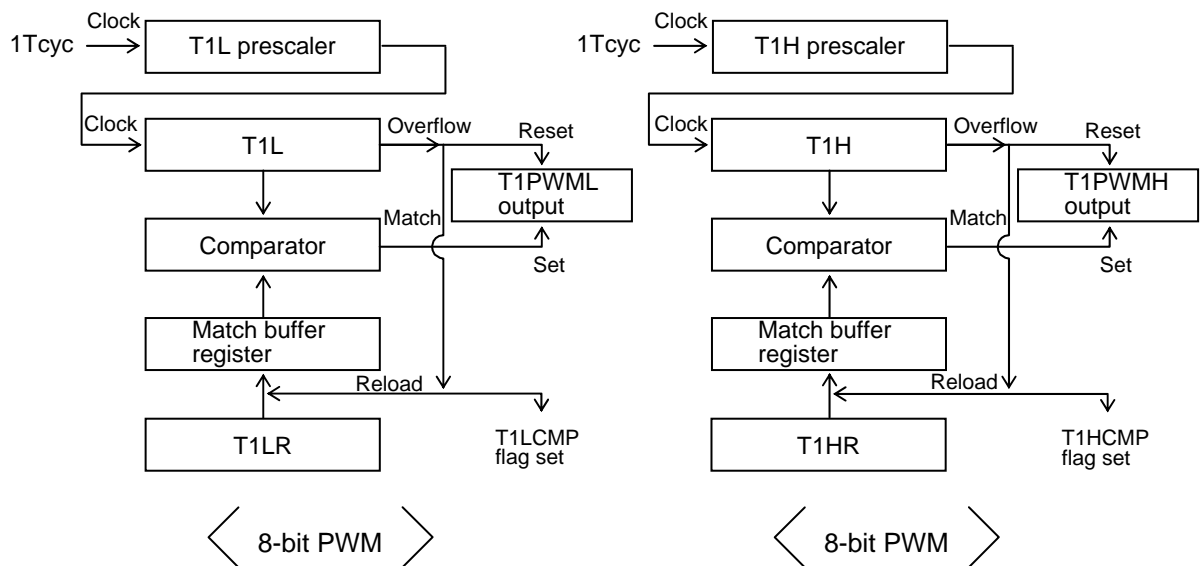 Clock
1Tcyc
T1L prescaler
Clock
T1L
Overflow
Reset
T1PWML
output
Match
Comparator
Set
Match buffer
register
Reload
T1LR
T1LCMP
flag set
8-bit PWM
Clock
1Tcyc
T1H prescaler
Clock
T1H
Overflow
Reset
T1PWMH
output
Match
Comparator
Set
Match buffer
register
Reload
T1HR
T1HCMP
flag set
8-bit PWM